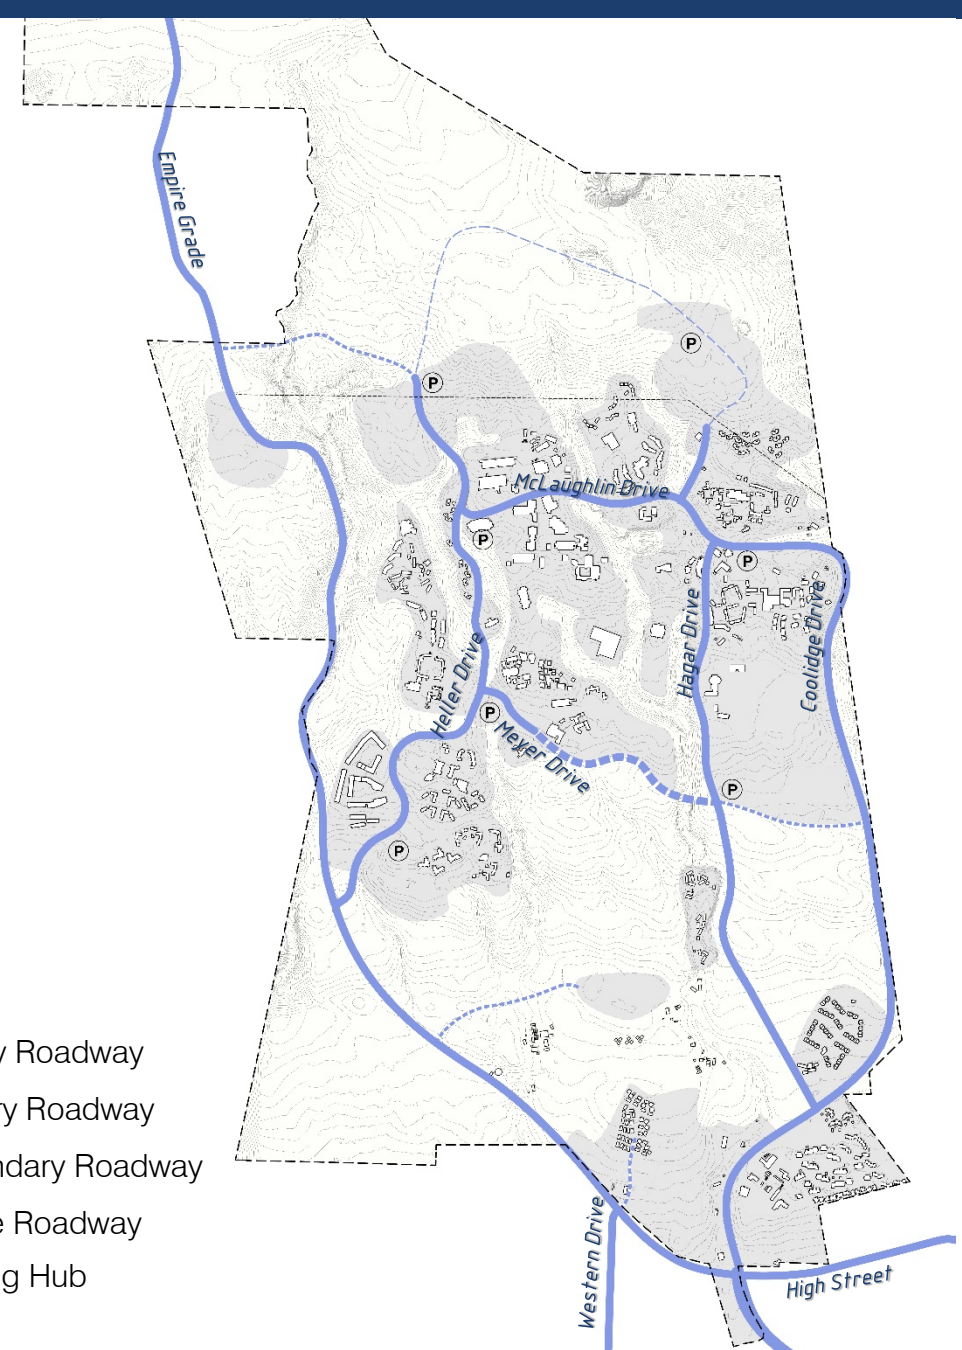 Empire Grade
P
P
McLaughlin Drive
P
P
Hagar Drive
Coolidge Drive
Heller Drive
P
Meyer Drive
P
P
y Roadway
ry Roadway
ndary Roadway
e Roadway
g Hub
Western Drive
High Street